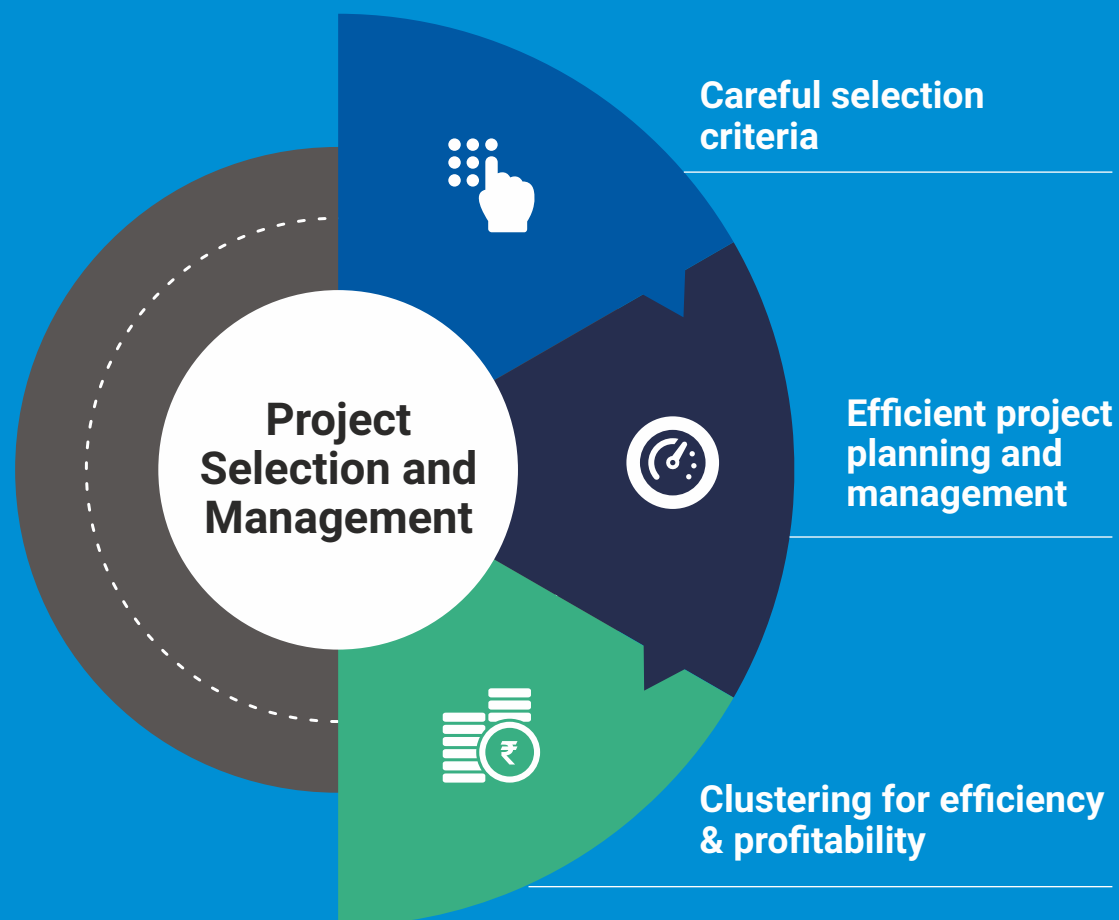 Careful selection
criteria
Project
Selection and
Management
Efficient project
planning and
management
₹
Clustering for efficiency
& profitability